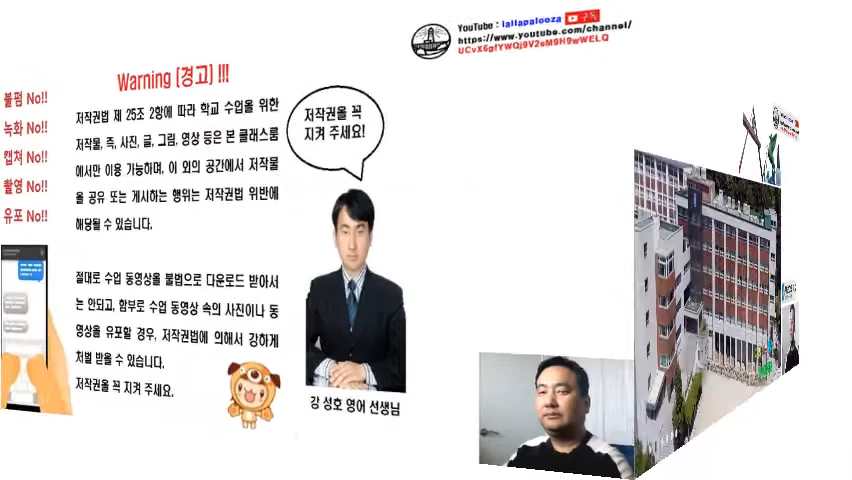 YouTube : lallapalooza 구독
https://www.youtube.com/channel/
UCvX6gfYWQj9V2eM9H9wWELQ
Warning [경고] !!!
불펌 No!!
녹화 No!!
캡쳐 No!!
촬영 No!!
유포 No!!
저작권법 제 25조 2항에 따라 학교 수업을 위한
저작물, 즉, 사진, 글, 그림, 영상 등은 본 클래스룸
에서만 이용 가능하며, 이 외의 공간에서 저작물
을 공유 또는 게시하는 행위는 저작권법 위반에
해당될 수 있습니다.
절대로 수업 동영상을 불법으로 다운로드 받아서
는 안되고, 함부로 수업 동영상 속의 사진이나 동
영상을 유포할 경우, 저작권법에 의해서 강하게
처벌 받을 수 있습니다.
저작권을 꼭 지켜 주세요.
저작권을 꼭
지켜 주세요!
강 성호 영어 선생님